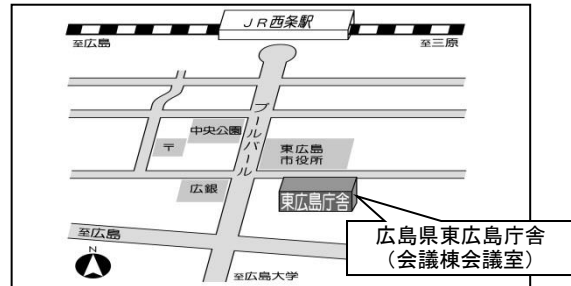 JR西条駅
至広島
至三原
中央公園
ブールバール
〒
東広島
市役所
広銀
東広島庁舎
至広島
広島県東広島庁舎
（会議棟会議室）
N
至広島大学